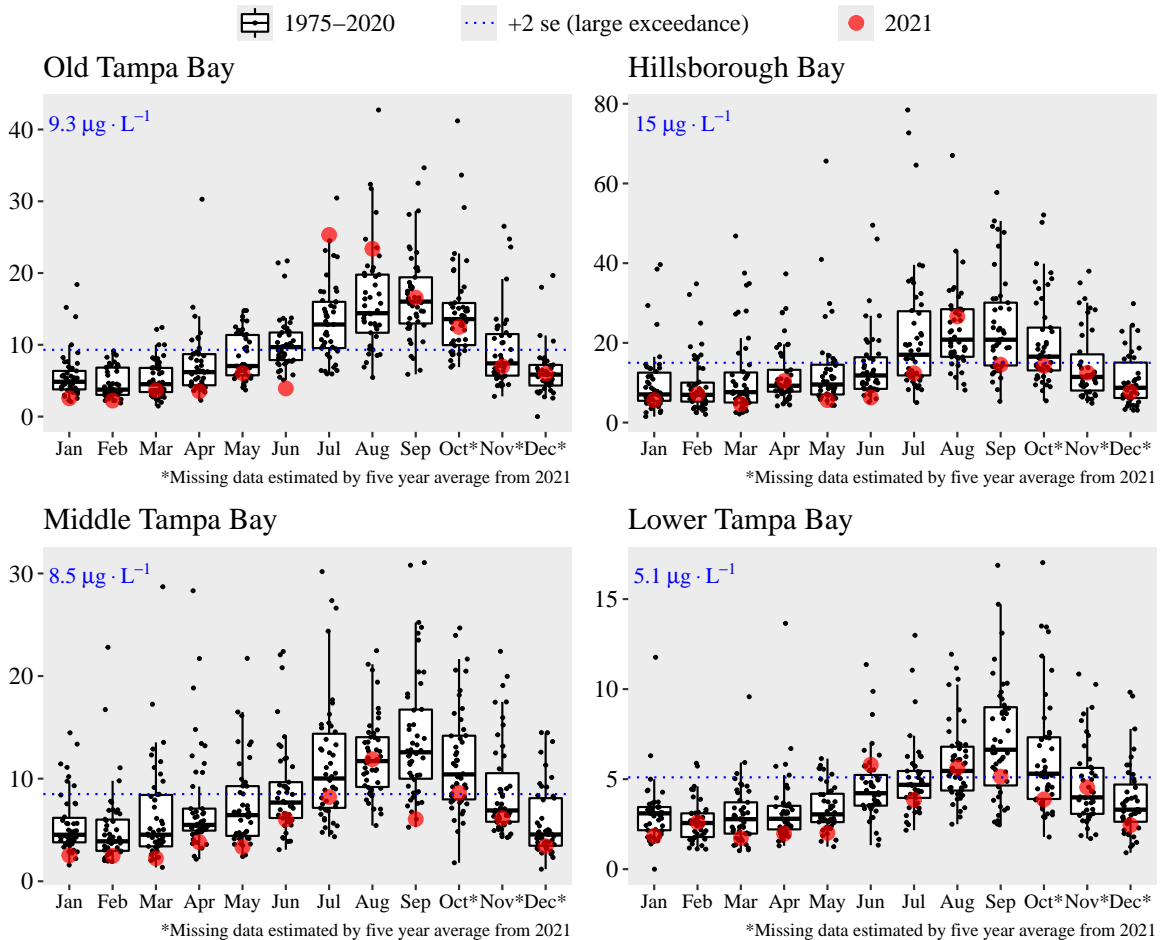 1975–2020 +2 se (large exceedance) 2021
Old Tampa Bay
9.3 μg · L⁻¹
40
30
20
10
0
Jan Feb Mar Apr May Jun Jul Aug Sep Oct* Nov* Dec*
*Missing data estimated by five year average from 2021
Hillsborough Bay
15 μg · L⁻¹
80
60
40
20
0
Jan Feb Mar Apr May Jun Jul Aug Sep Oct* Nov* Dec*
*Missing data estimated by five year average from 2021
Middle Tampa Bay
8.5 μg · L⁻¹
30
20
10
0
Jan Feb Mar Apr May Jun Jul Aug Sep Oct* Nov* Dec*
*Missing data estimated by five year average from 2021
Lower Tampa Bay
5.1 μg · L⁻¹
15
10
5
0
Jan Feb Mar Apr May Jun Jul Aug Sep Oct* Nov* Dec*
*Missing data estimated by five year average from 2021